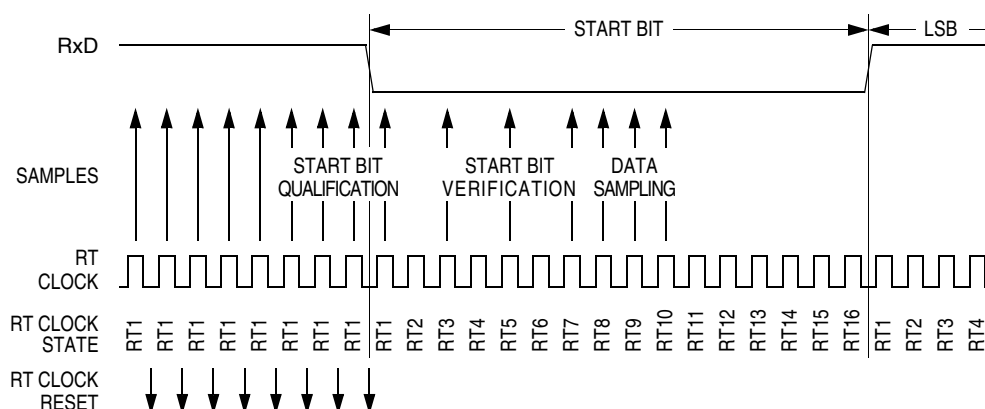 START BIT
LSB
RxD
SAMPLES
START BIT
QUALIFICATION
START BIT
VERIFICATION
DATA
SAMPLING
RT
CLOCK
RT CLOCK
STATE
RT1 RT1 RT1 RT1 RT1 RT1 RT1 RT1 RT1 RT2 RT3 RT4 RT5 RT6 RT7 RT8 RT9 RT10 RT11 RT12 RT13 RT14 RT15 RT16 RT1 RT2 RT3 RT4
RT CLOCK
RESET